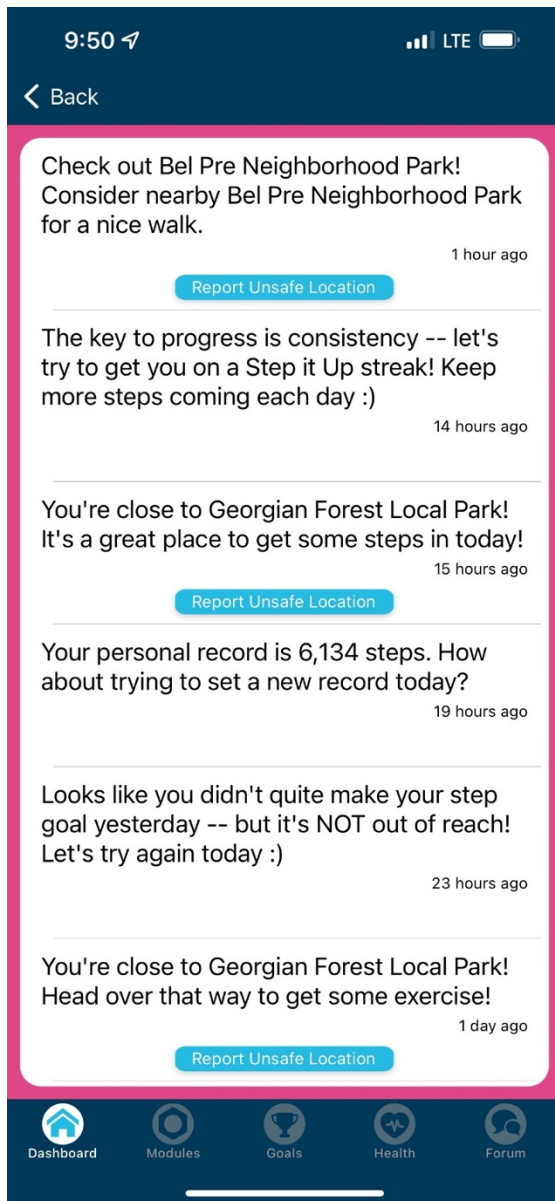 9:50
LTE
Back
Check out Bel Pre Neighborhood Park!
Consider nearby Bel Pre Neighborhood Park
for a nice walk.
1 hour ago
Report Unsafe Location
The key to progress is consistency -- let's
try to get you on a Step it Up streak! Keep
more steps coming each day :)
14 hours ago
You're close to Georgian Forest Local Park!
It's a great place to get some steps in today!
15 hours ago
Report Unsafe Location
Your personal record is 6,134 steps. How
about trying to set a new record today?
19 hours ago
Looks like you didn't quite make your step
goal yesterday -- but it's NOT out of reach!
Let's try again today :)
23 hours ago
You're close to Georgian Forest Local Park!
Head over that way to get some exercise!
1 day ago
Report Unsafe Location
Dashboard Modules Goals Health Forum